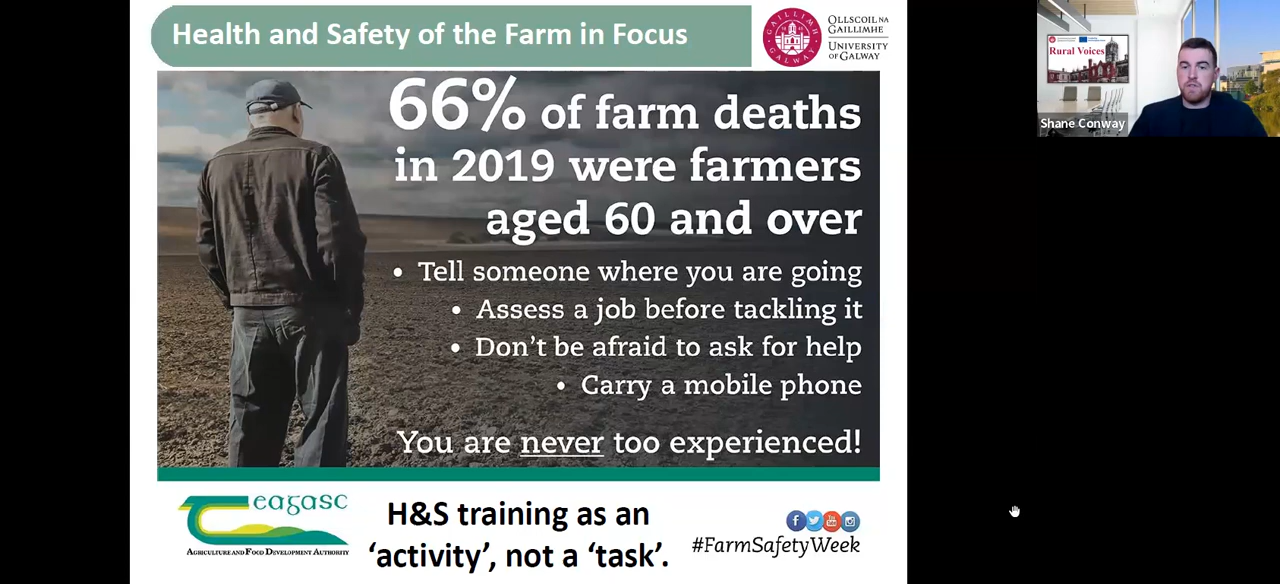 Health and Safety of the Farm in Focus
OLLSCOIL NA
GAILLIMHE
UNIVERSITY
OF GALWAY
GAILLIMH
GALWAY
66% of farm deaths
in 2019 were farmers
aged 60 and over
• Tell someone where you are going
• Assess a job before tackling it
• Don't be afraid to ask for help
• Carry a mobile phone
You are never too experienced!
eagasc
AGRICULTURE AND FOOD DEVELOPMENT AUTHORITY
H&S training as an
'activity', not a 'task'.
#FarmSafetyWeek
Rural Voices
Shane Conway